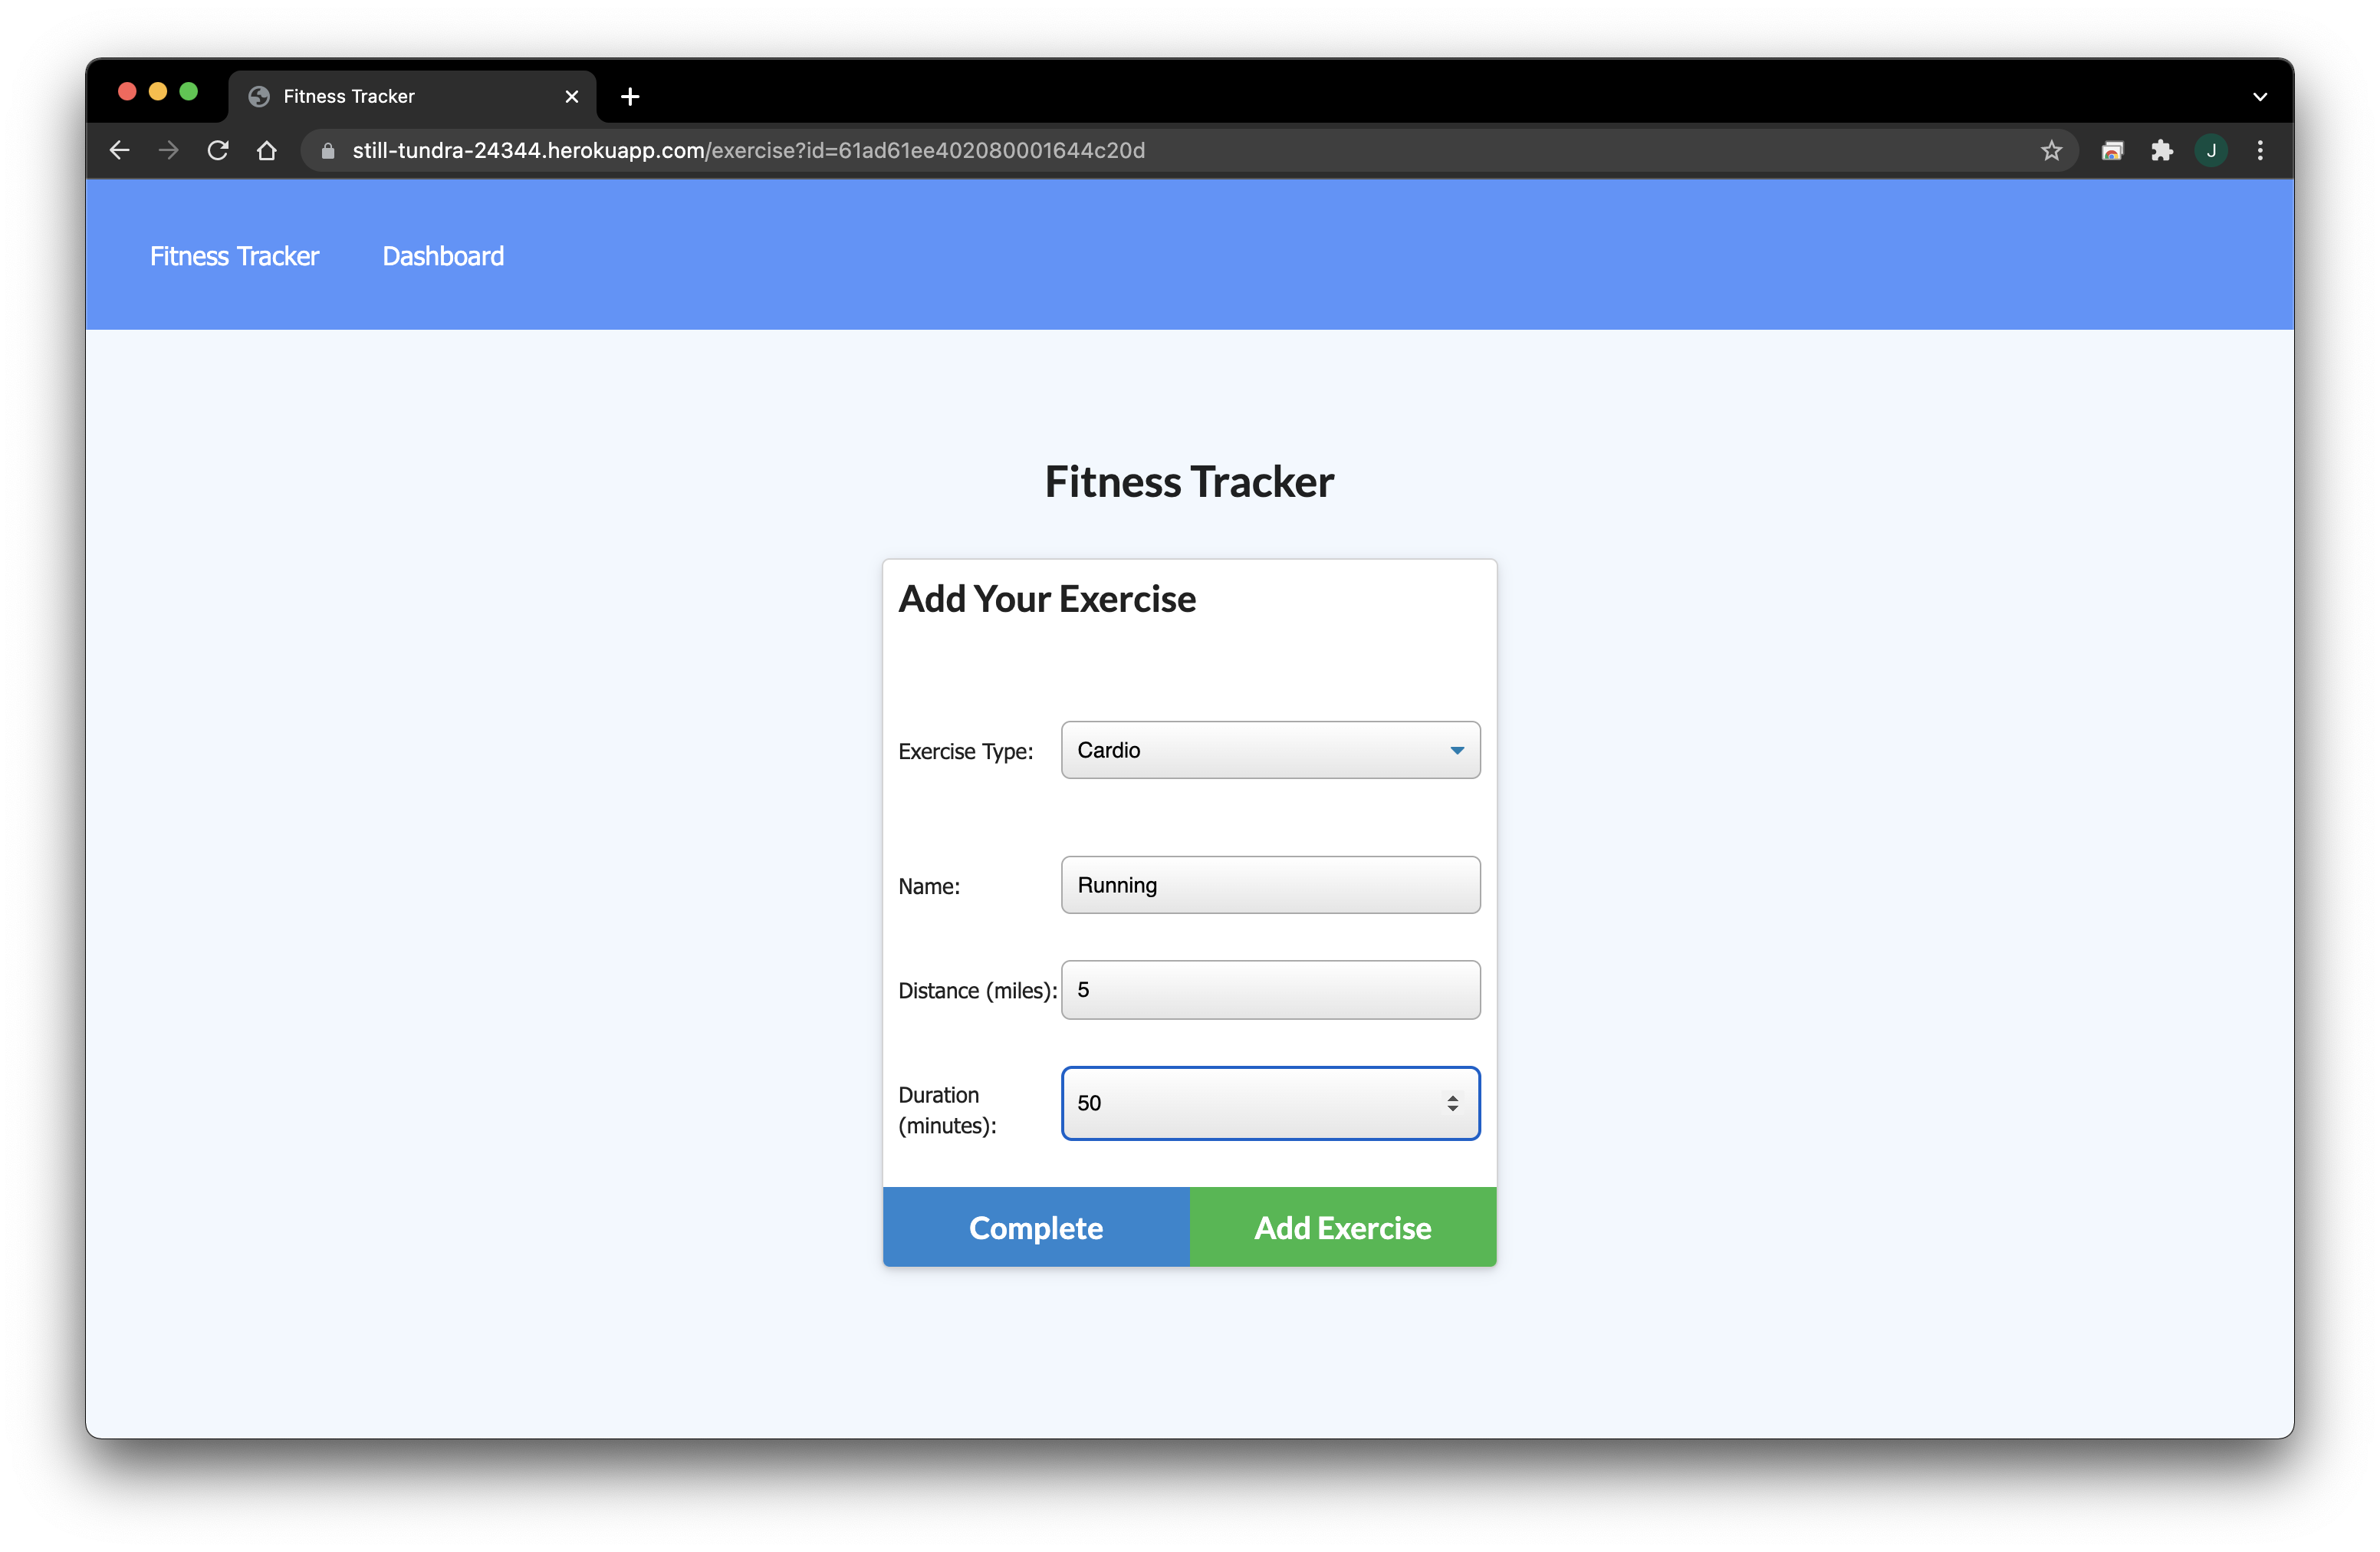 Fitness Tracker
still-tundra-24344.herokuapp.com/exercise?id=61ad61ee402080001644c20d
J
Fitness Tracker Dashboard
Fitness Tracker
Add Your Exercise
Exercise Type: Cardio
Name: Running
Distance (miles): 5
Duration
(minutes): 50
Complete Add Exercise